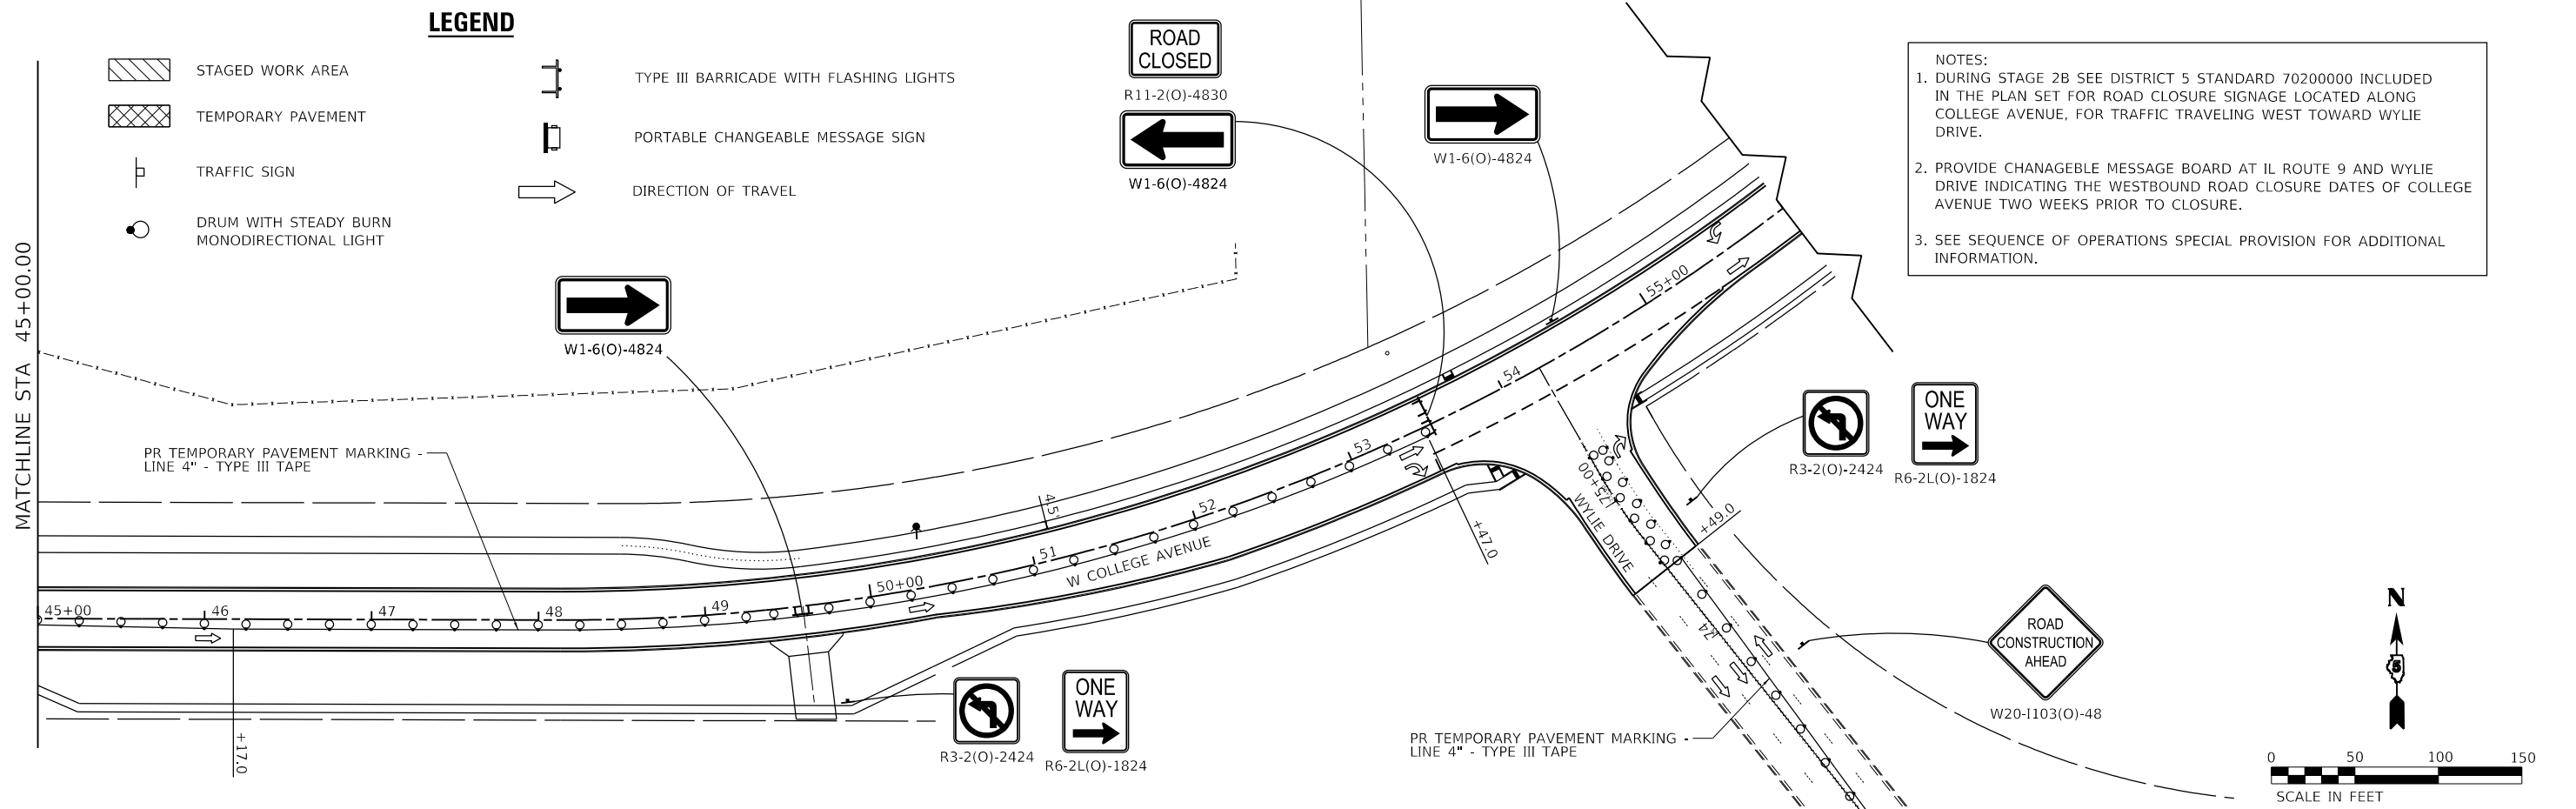 LEGEND
STAGED WORK AREA
TEMPORARY PAVEMENT
TRAFFIC SIGN
DRUM WITH STEADY BURN
MONODIRECTIONAL LIGHT
TYPE III BARRICADE WITH FLASHING LIGHTS
PORTABLE CHANGEABLE MESSAGE SIGN
DIRECTION OF TRAVEL
ROAD
CLOSED
R11-2(O)-4830
W1-6(O)-4824
W1-6(O)-4824
W1-6(O)-4824
NOTES:
1. DURING STAGE 2B SEE DISTRICT 5 STANDARD 70200000 INCLUDED
IN THE PLAN SET FOR ROAD CLOSURE SIGNAGE LOCATED ALONG
COLLEGE AVENUE, FOR TRAFFIC TRAVELING WEST TOWARD WYLIE
DRIVE.
2. PROVIDE CHANAGEBLE MESSAGE BOARD AT IL ROUTE 9 AND WYLIE
DRIVE INDICATING THE WESTBOUND ROAD CLOSURE DATES OF COLLEGE
AVENUE TWO WEEKS PRIOR TO CLOSURE.
3. SEE SEQUENCE OF OPERATIONS SPECIAL PROVISION FOR ADDITIONAL
INFORMATION.
MATCHLINE STA 45+00.00
PR TEMPORARY PAVEMENT MARKING -
LINE 4" - TYPE III TAPE
45+00
46
47
48
49
50+00
51
52
53
54
55+00
4.5'
W COLLEGE AVENUE
+17.0
+47.0
+49.0
175+00
WYLIE DRIVE
174
ONE
WAY
R3-2(O)-2424
R6-2L(O)-1824
ONE
WAY
R3-2(O)-2424
R6-2L(O)-1824
ROAD
CONSTRUCTION
AHEAD
W20-I103(O)-48
PR TEMPORARY PAVEMENT MARKING -
LINE 4" - TYPE III TAPE
N
5
0 50 100 150
SCALE IN FEET